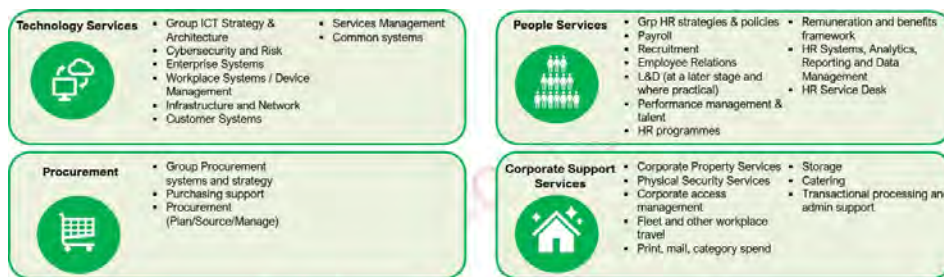 Technology Services
▪ Group ICT Strategy &
Architecture
▪ Cybersecurity and Risk
▪ Enterprise Systems
▪ Workplace Systems / Device
Management
▪ Infrastructure and Network
▪ Customer Systems
▪ Services Management
▪ Common systems
People Services
▪ Grp HR strategies & policies
▪ Payroll
▪ Recruitment
▪ Employee Relations
▪ L&D (at a later stage and
where practical)
▪ Performance management &
talent
▪ HR programmes
▪ Remuneration and benefits
framework
▪ HR Systems, Analytics,
Reporting and Data
Management
▪ HR Service Desk
Procurement
▪ Group Procurement
systems and strategy
▪ Purchasing support
▪ Procurement
(Plan/Source/Manage)
Corporate Support
Services
▪ Corporate Property Services
▪ Physical Security Services
▪ Corporate access
management
▪ Fleet and other workplace
travel
▪ Print, mail, category spend
▪ Storage
▪ Catering
▪ Transactional processing and
admin support